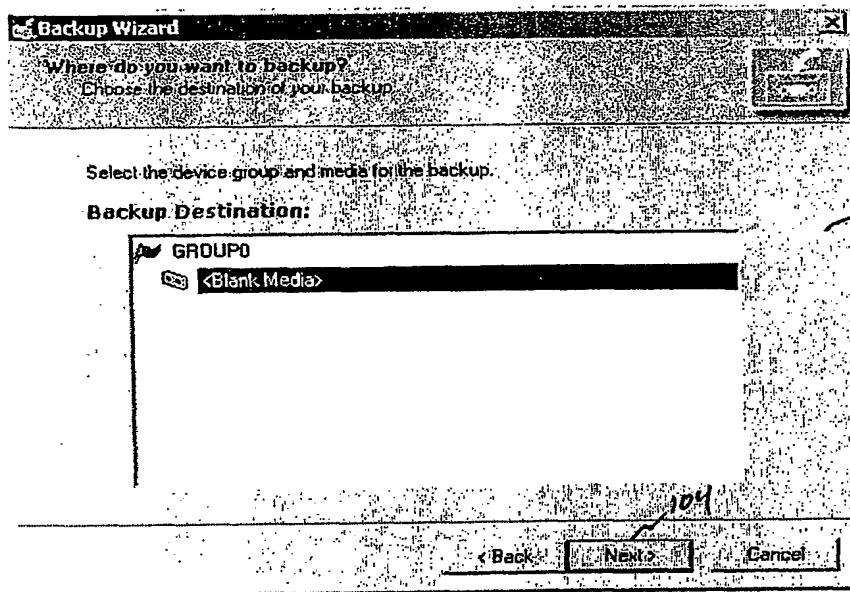 Backup Wizard
Where do you want to backup?
Choose the destination of your backup
Select the device group and media for the backup.
Backup Destination:
GROUP0
<Blank Media>
104
< Back Next > Cancel